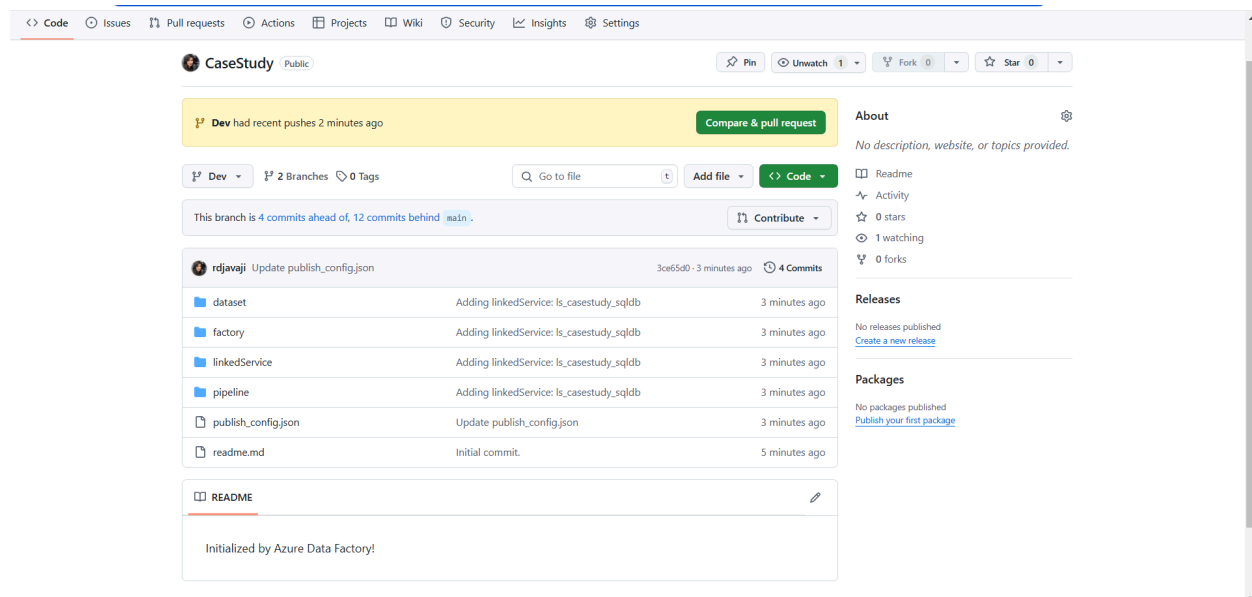 Code Issues Pull requests Actions Projects Wiki Security Insights Settings
CaseStudy Public
Pin Unwatch 1 Fork 0 Star 0
Dev had recent pushes 2 minutes ago Compare & pull request
Dev 2 Branches 0 Tags Go to file t Add file Code
This branch is 4 commits ahead of, 12 commits behind main . Contribute
rdjavaji Update publish_config.json 3ce65d0 · 3 minutes ago 4 Commits
dataset Adding linkedService: ls_casestudy_sqldb 3 minutes ago
factory Adding linkedService: ls_casestudy_sqldb 3 minutes ago
linkedService Adding linkedService: ls_casestudy_sqldb 3 minutes ago
pipeline Adding linkedService: ls_casestudy_sqldb 3 minutes ago
publish_config.json Update publish_config.json 3 minutes ago
readme.md Initial commit. 5 minutes ago
README
Initialized by Azure Data Factory!
About
No description, website, or topics provided.
Readme
Activity
0 stars
1 watching
0 forks
Releases
No releases published
Create a new release
Packages
No packages published
Publish your first package